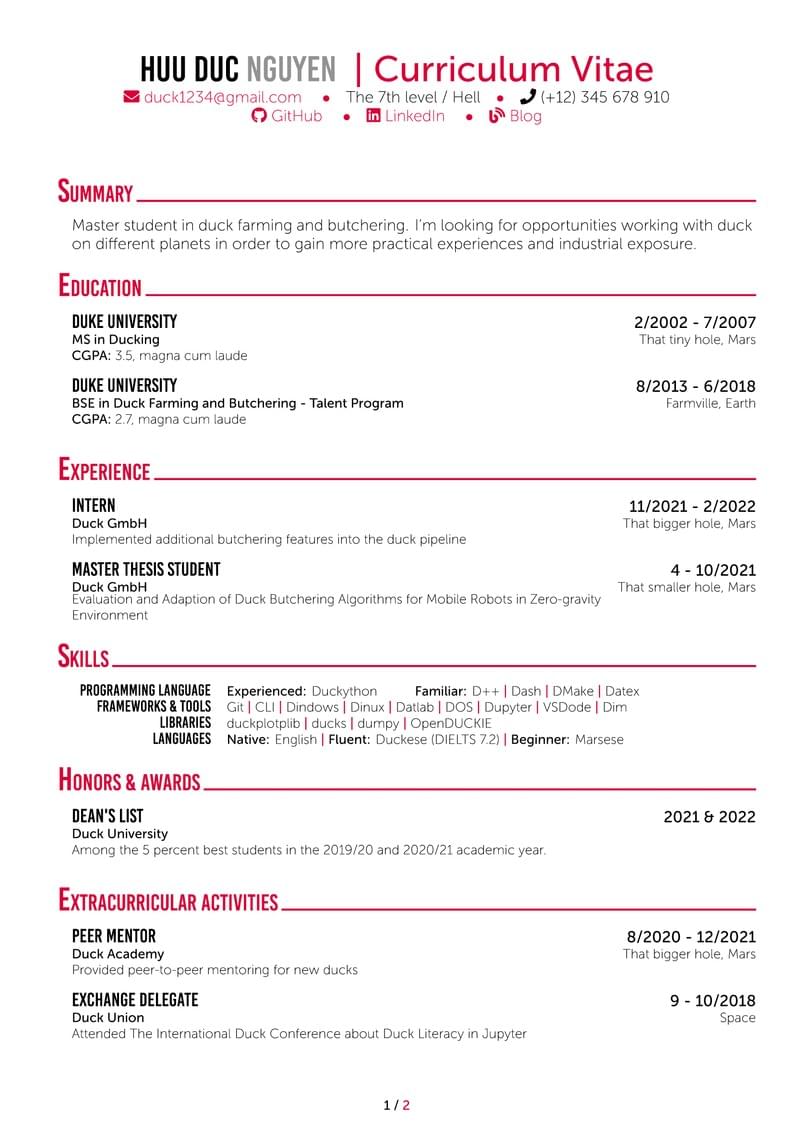 HUU DUC NGUYEN | Curriculum Vitae
duck1234@gmail.com • The 7th level / Hell • (+12) 345 678 910
GitHub • LinkedIn • Blog
SUMMARY
Master student in duck farming and butchering. I'm looking for opportunities working with duck
on different planets in order to gain more practical experiences and industrial exposure.
EDUCATION
DUKE UNIVERSITY 2/2002 - 7/2007
MS in Ducking That tiny hole, Mars
CGPA: 3.5, magna cum laude
DUKE UNIVERSITY 8/2013 - 6/2018
BSE in Duck Farming and Butchering - Talent Program Farmville, Earth
CGPA: 2.7, magna cum laude
EXPERIENCE
INTERN 11/2021 - 2/2022
Duck GmbH That bigger hole, Mars
Implemented additional butchering features into the duck pipeline
MASTER THESIS STUDENT 4 - 10/2021
Duck GmbH That smaller hole, Mars
Evaluation and Adaption of Duck Butchering Algorithms for Mobile Robots in Zero-gravity
Environment
SKILLS
PROGRAMMING LANGUAGE Experienced: Duckython Familiar: D++ | Dash | DMake | Datex
FRAMEWORKS & TOOLS Git | CLI | Dindows | Dinux | Datlab | DOS | Dupyter | VSDode | Dim
LIBRARIES duckplotplib | ducks | dumpy | OpenDUCKIE
LANGUAGES Native: English | Fluent: Duckese (DIELTS 7.2) | Beginner: Marsese
HONORS & AWARDS
DEAN'S LIST 2021 & 2022
Duck University
Among the 5 percent best students in the 2019/20 and 2020/21 academic year.
EXTRACURRICULAR ACTIVITIES
PEER MENTOR 8/2020 - 12/2021
Duck Academy That bigger hole, Mars
Provided peer-to-peer mentoring for new ducks
EXCHANGE DELEGATE 9 - 10/2018
Duck Union Space
Attended The International Duck Conference about Duck Literacy in Jupyter
1 / 2